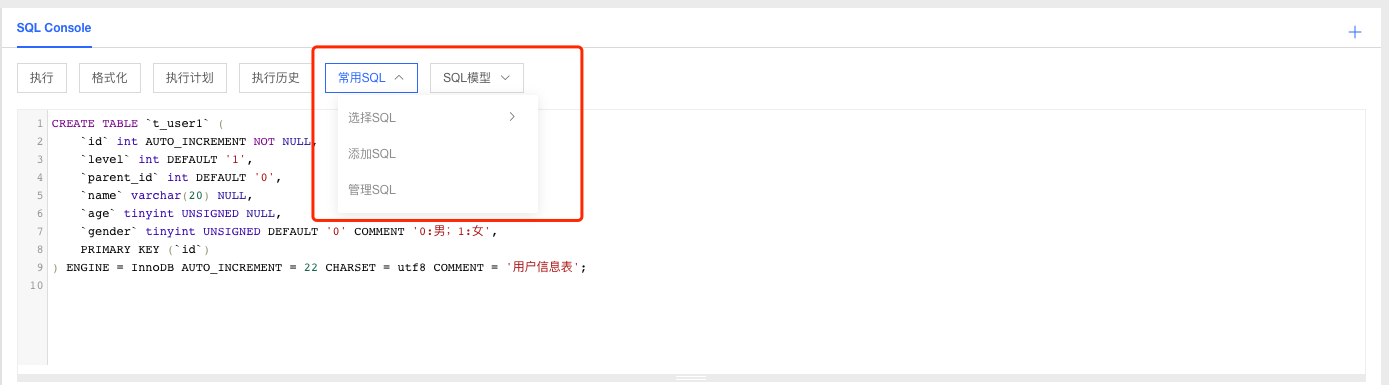 SQL Console
执行 格式化 执行计划 执行历史 常用SQL SQL模型
选择SQL
添加SQL
管理SQL
1 CREATE TABLE `t_user1` (
2 `id` int AUTO_INCREMENT NOT NULL,
3 `level` int DEFAULT '1',
4 `parent_id` int DEFAULT '0',
5 `name` varchar(20) NULL,
6 `age` tinyint UNSIGNED NULL,
7 `gender` tinyint UNSIGNED DEFAULT '0' COMMENT '0:男；1:女',
8 PRIMARY KEY (`id`)
9 ) ENGINE = InnoDB AUTO_INCREMENT = 22 CHARSET = utf8 COMMENT = '用户信息表';
10